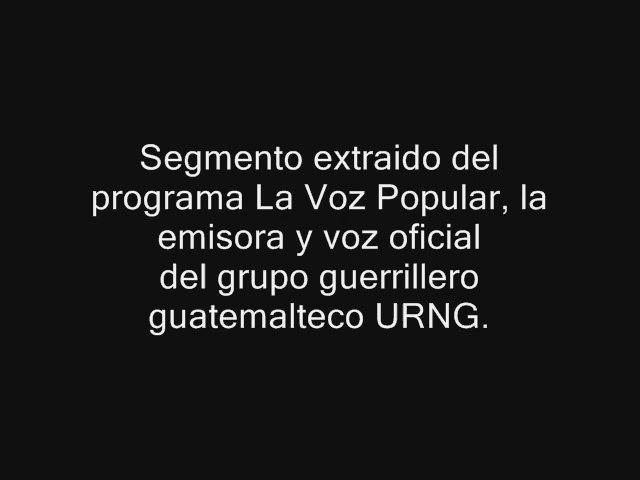 Segmento extraido del
programa La Voz Popular, la
emisora y voz oficial
del grupo guerrillero
guatemalteco URNG.